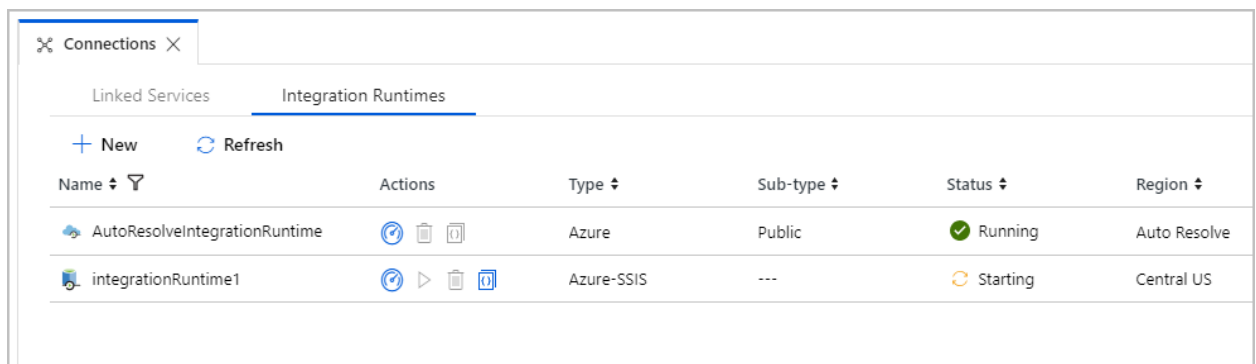 Connections
Linked Services Integration Runtimes
New Refresh
Name Actions Type Sub-type Status Region
AutoResolveIntegrationRuntime Azure Public Running Auto Resolve
integrationRuntime1 Azure-SSIS --- Starting Central US